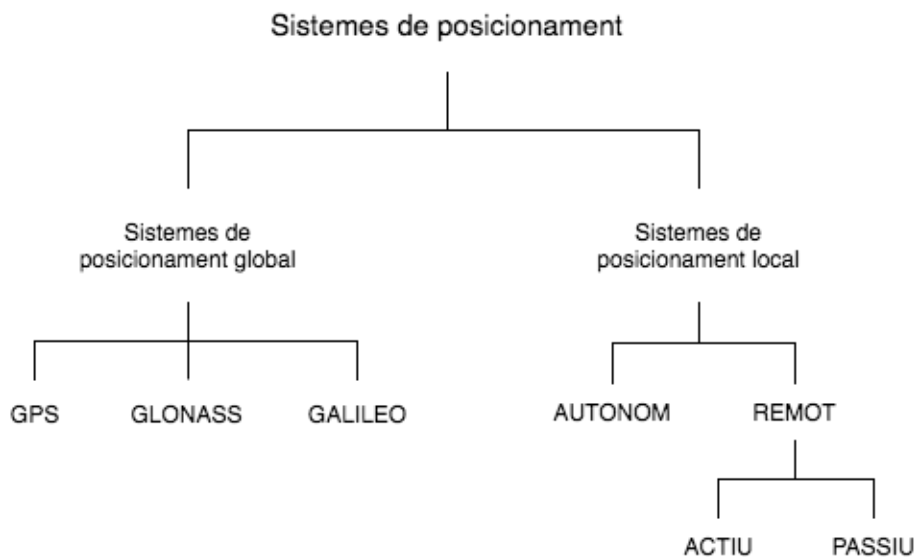 Sistemes de posicionament
Sistemes de
posicionament global
Sistemes de
posicionament local
GPS
GLONASS
GALILEO
AUTONOM
REMOT
ACTIU
PASSIU